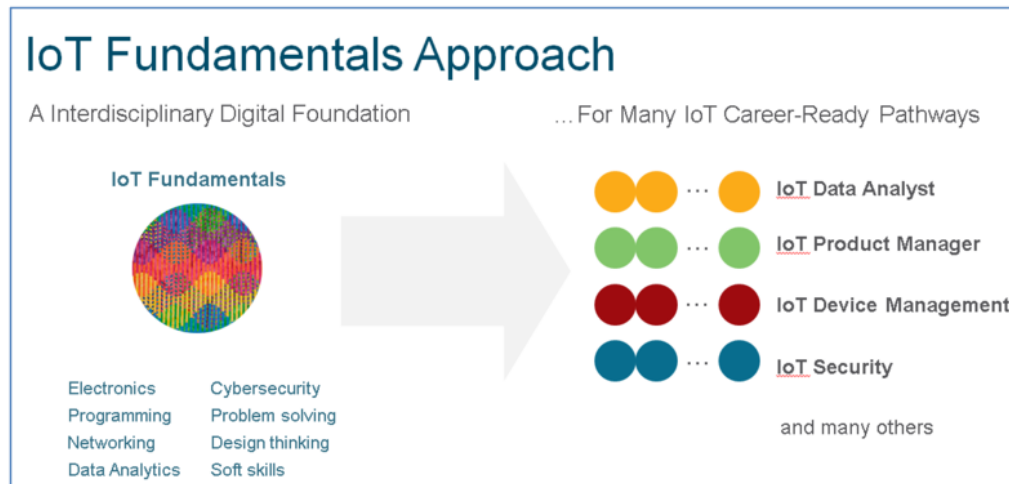 IoT Fundamentals Approach
A Interdisciplinary Digital Foundation
...For Many IoT Career-Ready Pathways
IoT Fundamentals
Electronics
Programming
Networking
Data Analytics
Cybersecurity
Problem solving
Design thinking
Soft skills
... IoT Data Analyst
... IoT Product Manager
... IoT Device Management
... IoT Security
and many others